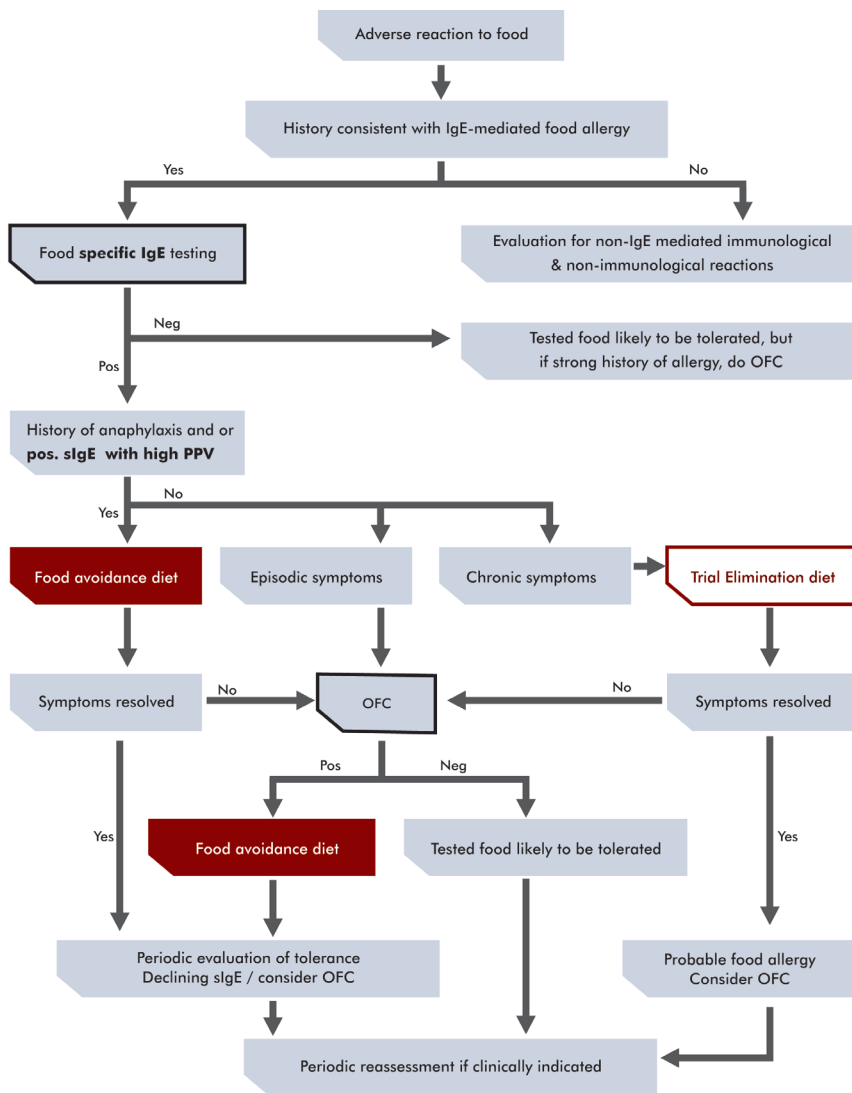 Adverse reaction to food
History consistent with IgE-mediated food allergy
Yes
No
Food specific IgE testing
Evaluation for non-IgE mediated immunological
& non-immunological reactions
Neg
Tested food likely to be tolerated, but
if strong history of allergy, do OFC
Pos
History of anaphylaxis and or
pos. sIgE with high PPV
No
Yes
Food avoidance diet
Episodic symptoms
Chronic symptoms
Trial Elimination diet
Symptoms resolved
No
OFC
No
Symptoms resolved
Pos
Neg
Yes
Food avoidance diet
Tested food likely to be tolerated
Yes
Periodic evaluation of tolerance
Declining sIgE / consider OFC
Probable food allergy
Consider OFC
Periodic reassessment if clinically indicated